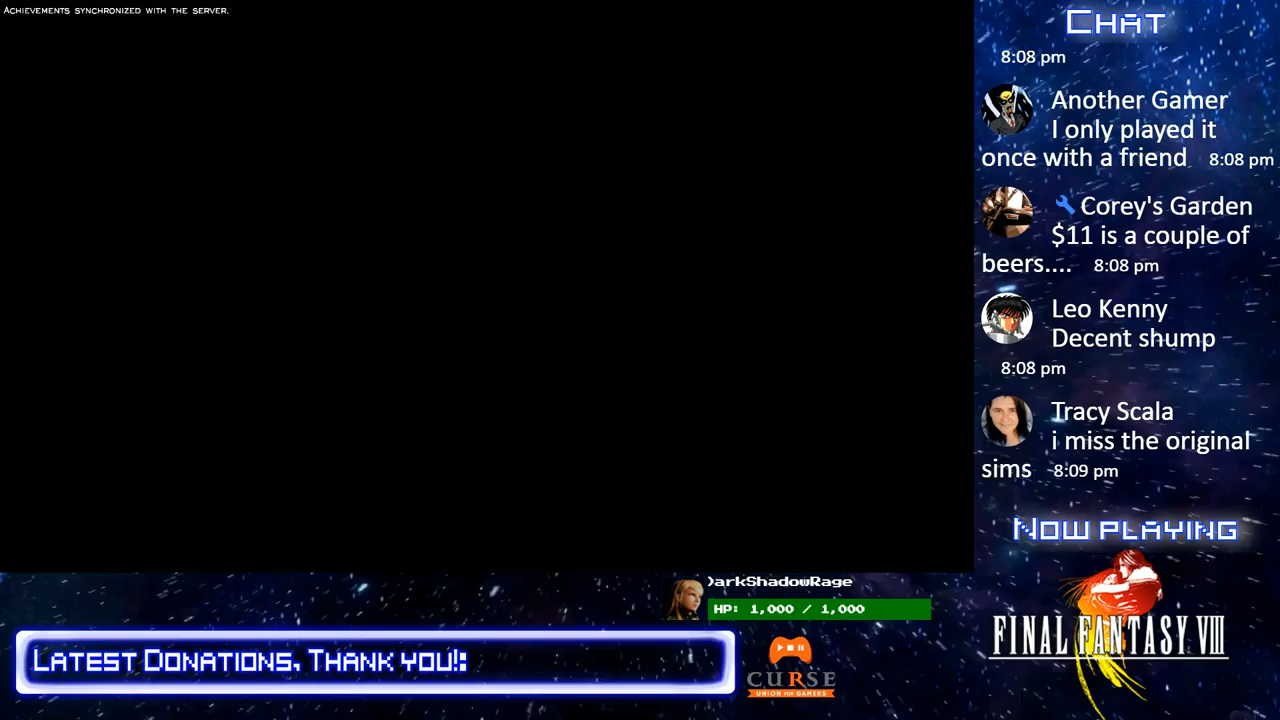 Achievements synchronized with the server.
Chat
8:08 pm
Another Gamer
I only played it
once with a friend 8:08 pm
Corey's Garden
$11 is a couple of
beers.... 8:08 pm
Leo Kenny
Decent shump
8:08 pm
Tracy Scala
i miss the original
sims 8:09 pm
Now playing
FINAL FANTASY VIII
DarkShadowRage
HP: 1,000 / 1,000
Latest Donations, Thank you!:
CURSE
UNION FOR GAMERS